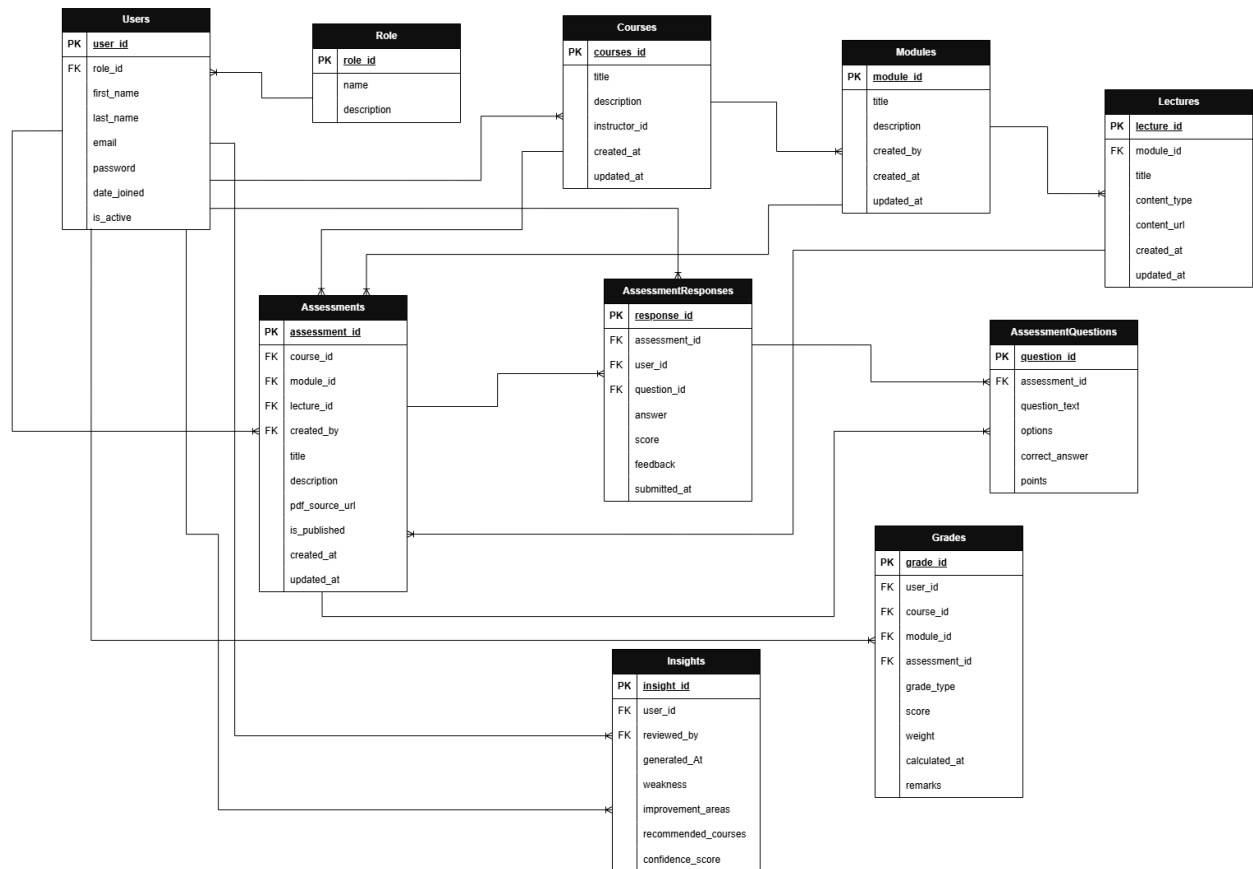 Users
PK user_id
FK role_id
first_name
last_name
email
password
date_joined
is_active
Role
PK role_id
name
description
Courses
PK courses_id
title
description
instructor_id
created_at
updated_at
Modules
PK module_id
title
description
created_by
created_at
updated_at
Lectures
PK lecture_id
FK module_id
title
content_type
content_url
created_at
updated_at
Assessments
PK assessment_id
FK course_id
FK module_id
FK lecture_id
FK created_by
title
description
pdf_source_url
is_published
created_at
updated_at
AssessmentResponses
PK response_id
FK assessment_id
FK user_id
FK question_id
answer
score
feedback
submitted_at
AssessmentQuestions
PK question_id
FK assessment_id
question_text
options
correct_answer
points
Grades
PK grade_id
FK user_id
FK course_id
FK module_id
FK assessment_id
grade_type
score
weight
calculated_at
remarks
Insights
PK insight_id
FK user_id
FK reviewed_by
generated_At
weakness
improvement_areas
recommended_courses
confidence_score